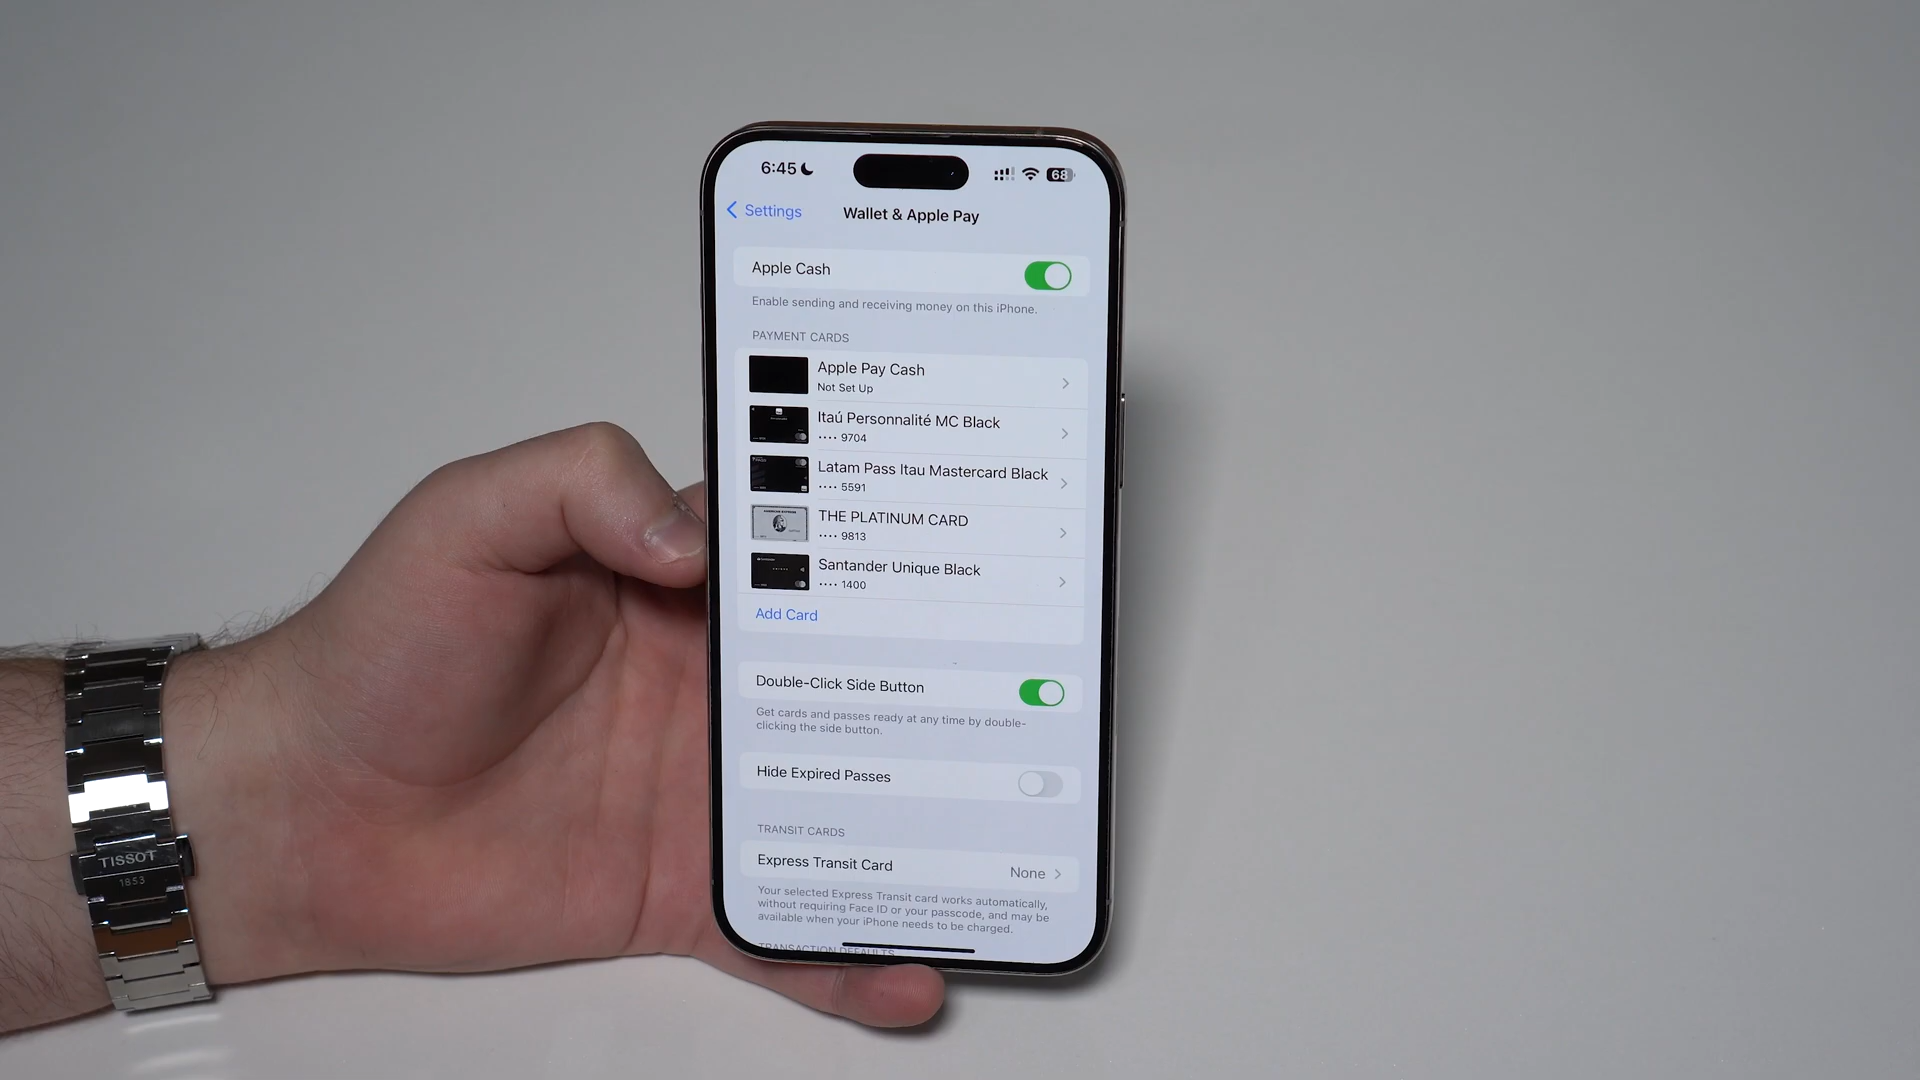 6:45
68
Settings
Wallet & Apple Pay
Apple Cash
Enable sending and receiving money on this iPhone.
PAYMENT CARDS
Apple Pay Cash
Not Set Up
Itaú Personnalité MC Black
•••• 9704
Latam Pass Itau Mastercard Black
•••• 5591
AMERICAN EXPRESS
THE PLATINUM CARD
•••• 9813
Santander Unique Black
•••• 1400
Add Card
Double-Click Side Button
Get cards and passes ready at any time by double-
clicking the side button.
Hide Expired Passes
TRANSIT CARDS
Express Transit Card
None
Your selected Express Transit card works automatically,
without requiring Face ID or your passcode, and may be
available when your iPhone needs to be charged.
TRANSACTION DEFAULTS
TISSOT
1853